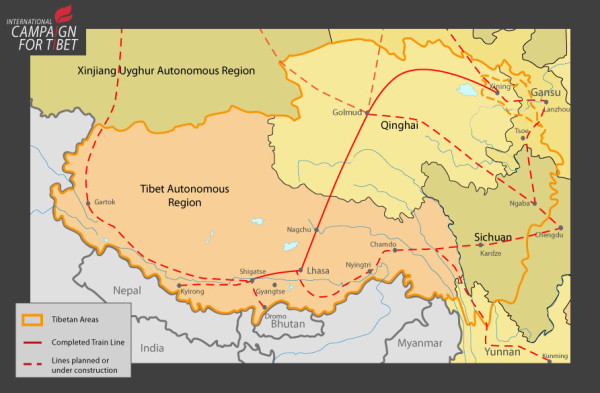 INTERNATIONAL
CAMPAIGN
FOR TIBET
Xinjiang Uyghur Autonomous Region
Xining
Gansu
Golmud
Lanzhou
Qinghai
Tsoe
Tibet Autonomous
Region
Gartok
Ngaba
Nagchu
Sichuan
Chengdu
Chamdo
Kardze
Shigatse
Lhasa
Nyingtri
Nepal
Kyirong
Gyangtse
Dromo
Bhutan
Tibetan Areas
Completed Train Line
India
Myanmar
Yunnan
Lines planned or
under construction
Kunming